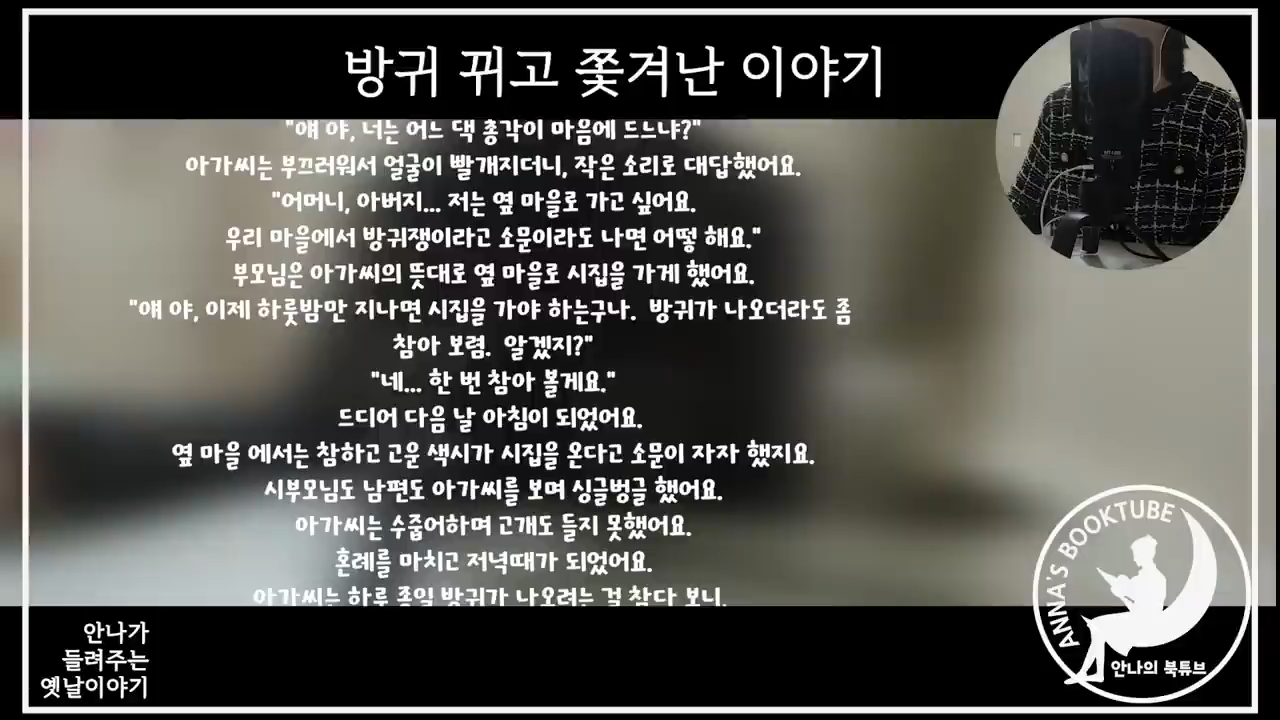 방귀 뀌고 쫓겨난 이야기
"얘 야, 너는 어느 댁 총각이 마음에 드느냐?"
아가씨는 부끄러워서 얼굴이 빨개지더니, 작은 소리로 대답했어요.
"어머니, 아버지... 저는 옆 마을로 가고 싶어요.
우리 마을에서 방귀쟁이라고 소문이라도 나면 어떻 해요."
부모님은 아가씨의 뜻대로 옆 마을로 시집을 가게 했어요.
"얘 야, 이제 하룻밤만 지나면 시집을 가야 하는구나. 방귀가 나오더라도 좀
참아 보렴. 알겠지?"
"네... 한 번 참아 볼게요."
드디어 다음 날 아침이 되었어요.
옆 마을 에서는 참하고 고운 색시가 시집을 온다고 소문이 자자 했지요.
시부모님도 남편도 아가씨를 보며 싱글벙글 했어요.
아가씨는 수줍어하며 고개도 들지 못했어요.
혼례를 마치고 저녁때가 되었어요.
아가씨는 하루 종일 방귀가 나오려는 걸 참다 보니,
안나가
들려주는
옛날이야기
ANNA'S BOOKTUBE
안나의 북튜브